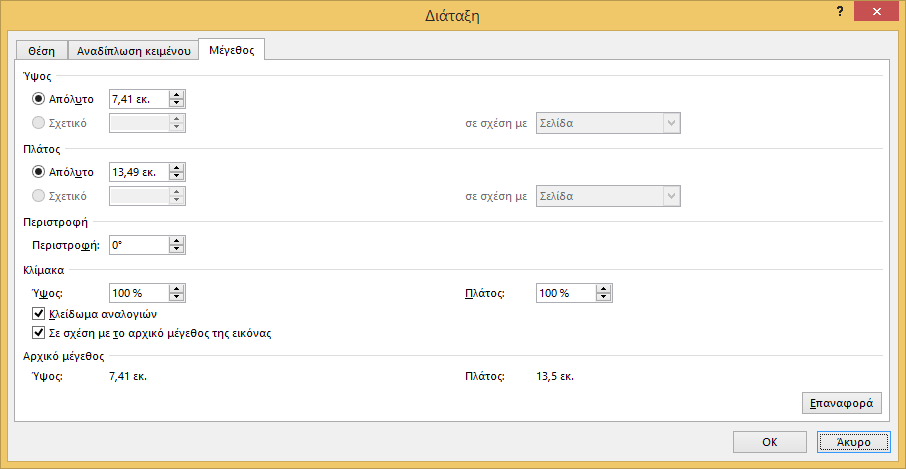 Διάταξη ?
Θέση Αναδίπλωση κειμένου Μέγεθος
Ύψος
Απόλυτο 7,41 εκ.
Σχετικό σε σχέση με Σελίδα
Πλάτος
Απόλυτο 13,49 εκ.
Σχετικό σε σχέση με Σελίδα
Περιστροφή
Περιστροφή: 0°
Κλίμακα
Ύψος: 100 % Πλάτος: 100 %
Κλείδωμα αναλογιών
Σε σχέση με το αρχικό μέγεθος της εικόνας
Αρχικό μέγεθος
Ύψος: 7,41 εκ. Πλάτος: 13,5 εκ.
Επαναφορά
OK Άκυρο